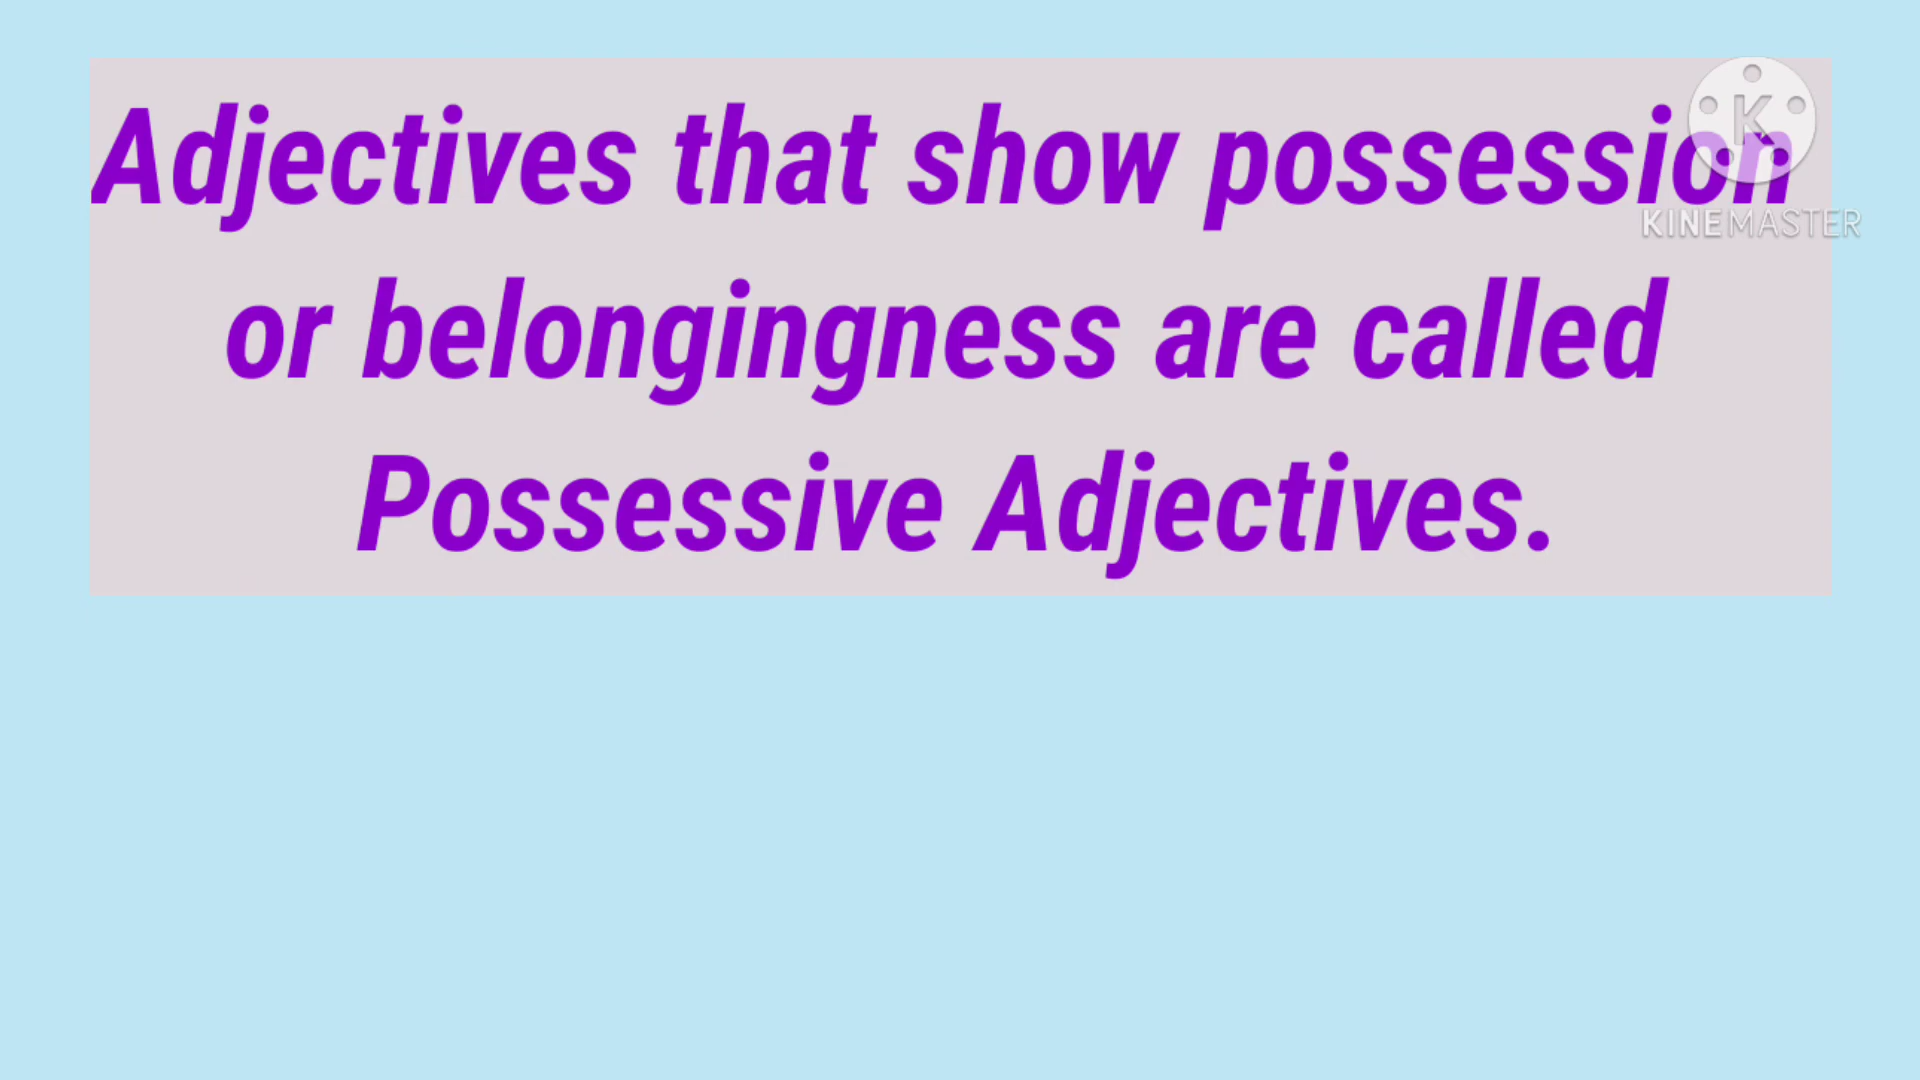 Adjectives that show possession
KINEMASTER
or belongingness are called
Possessive Adjectives.